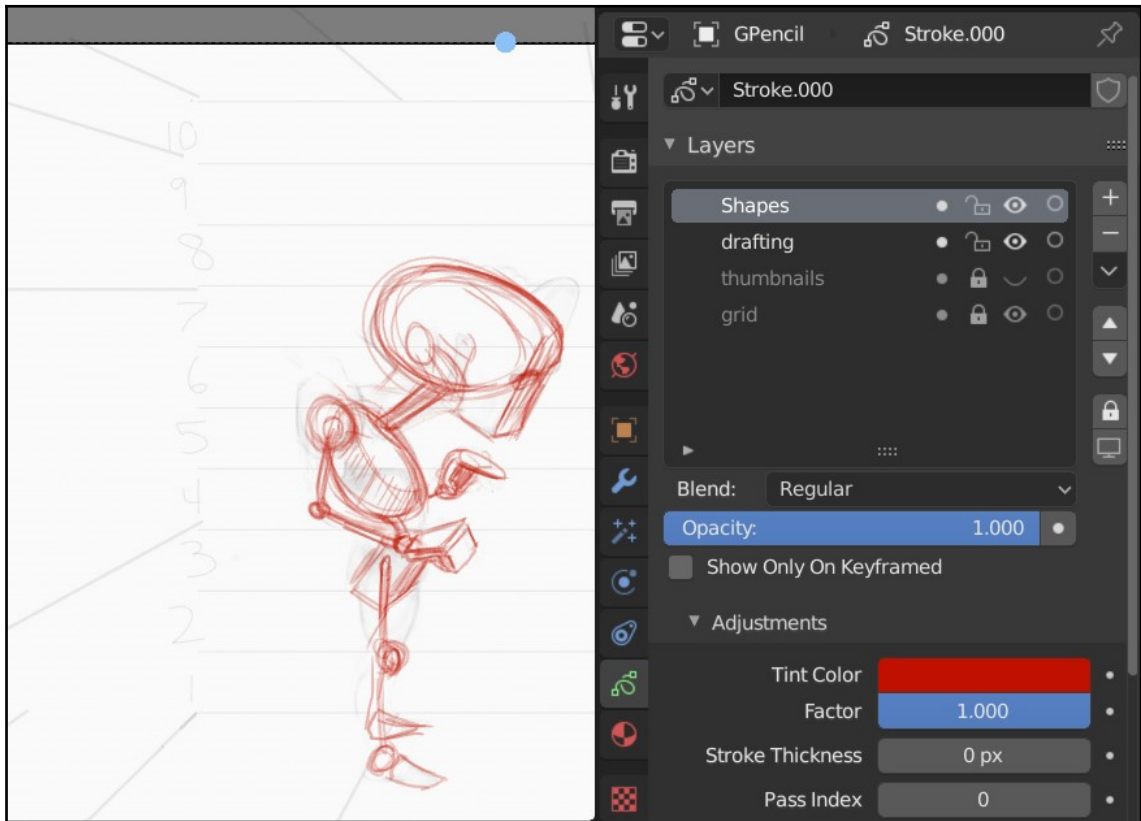 GPencil Stroke.000
Stroke.000
Layers
Shapes
drafting
thumbnails
grid
Blend: Regular
Opacity: 1.000
Show Only On Keyframed
Adjustments
Tint Color
Factor 1.000
Stroke Thickness 0 px
Pass Index 0
10
9
8
7
6
5
4
3
2
1